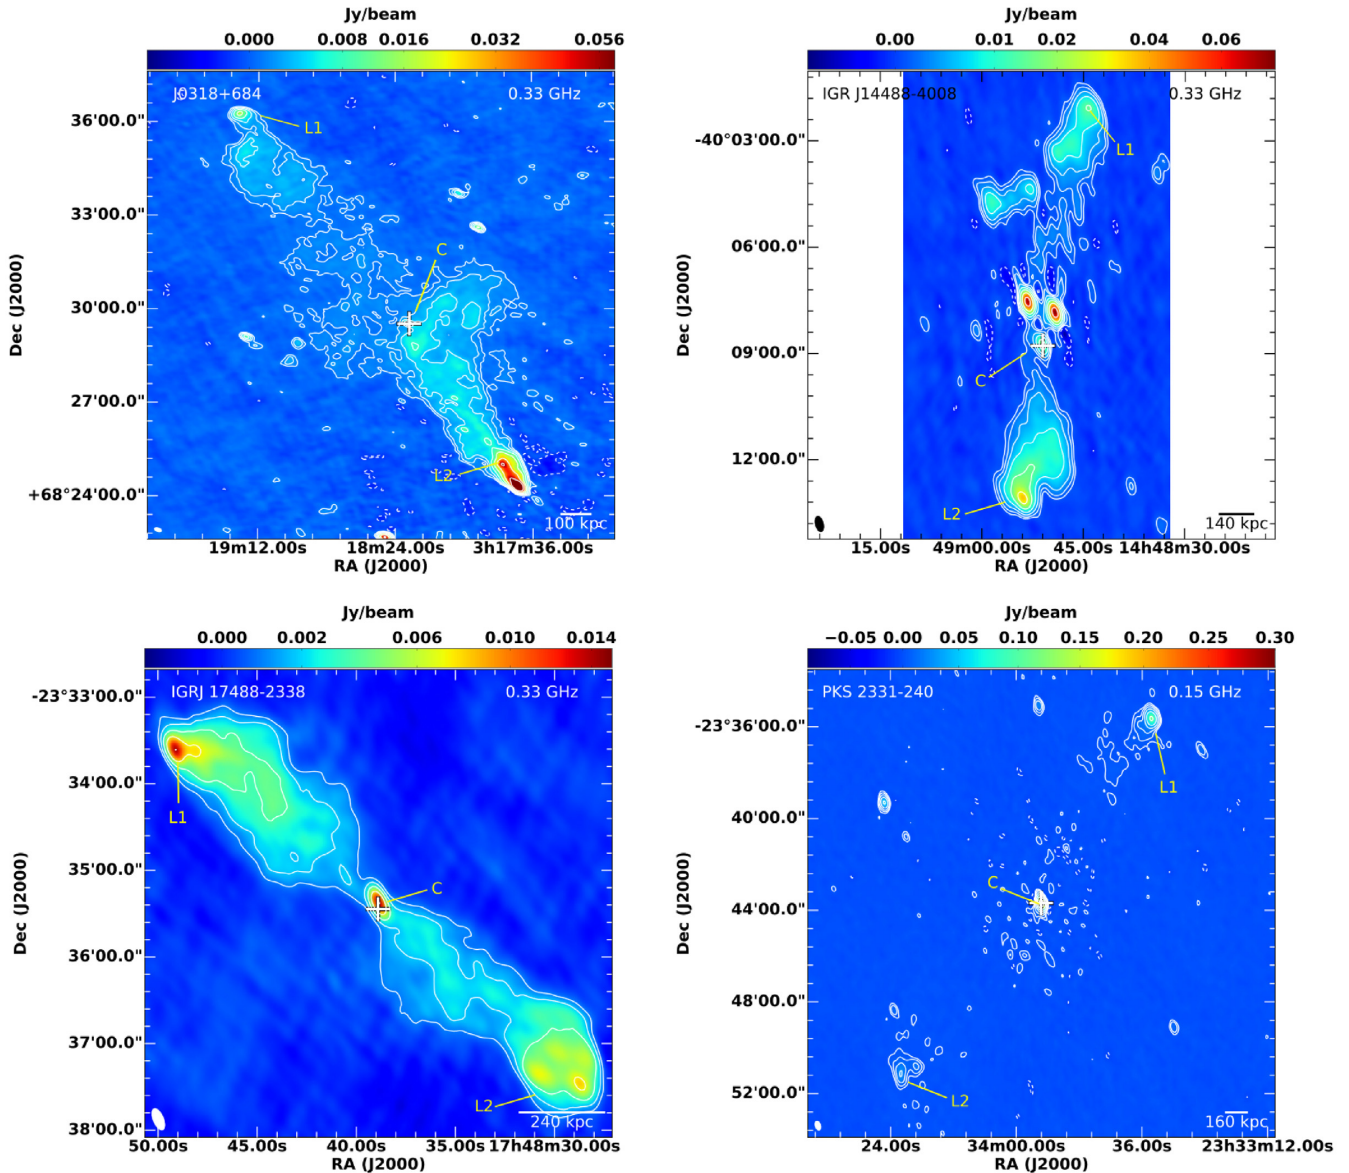 Jy/beam
0.000 0.008 0.016 0.032 0.056
J0318+684 0.33 GHz
36'00.0"
L1
33'00.0"
C
Dec (J2000)
30'00.0"
27'00.0"
L2
+68°24'00.0"
100 kpc
19m12.00s 18m24.00s 3h17m36.00s
RA (J2000)
Jy/beam
0.00 0.01 0.02 0.04 0.06
IGR J14488-4008 0.33 GHz
-40°03'00.0"
L1
06'00.0"
Dec (J2000)
09'00.0"
C
12'00.0"
L2
140 kpc
15.00s 49m00.00s 45.00s 14h48m30.00s
RA (J2000)
Jy/beam
0.000 0.002 0.006 0.010 0.014
IGRJ 17488-2338 0.33 GHz
-23°33'00.0"
34'00.0"
L1
35'00.0"
C
Dec (J2000)
36'00.0"
37'00.0"
L2
240 kpc
38'00.0"
50.00s 45.00s 40.00s 35.00s 17h48m30.00s
RA (J2000)
Jy/beam
−0.05 0.00 0.05 0.10 0.15 0.20 0.25 0.30
PKS 2331-240 0.15 GHz
-23°36'00.0"
L1
40'00.0"
C
Dec (J2000)
44'00.0"
48'00.0"
52'00.0"
L2
160 kpc
24.00s 34m00.00s 36.00s 23h33m12.00s
RA (J2000)